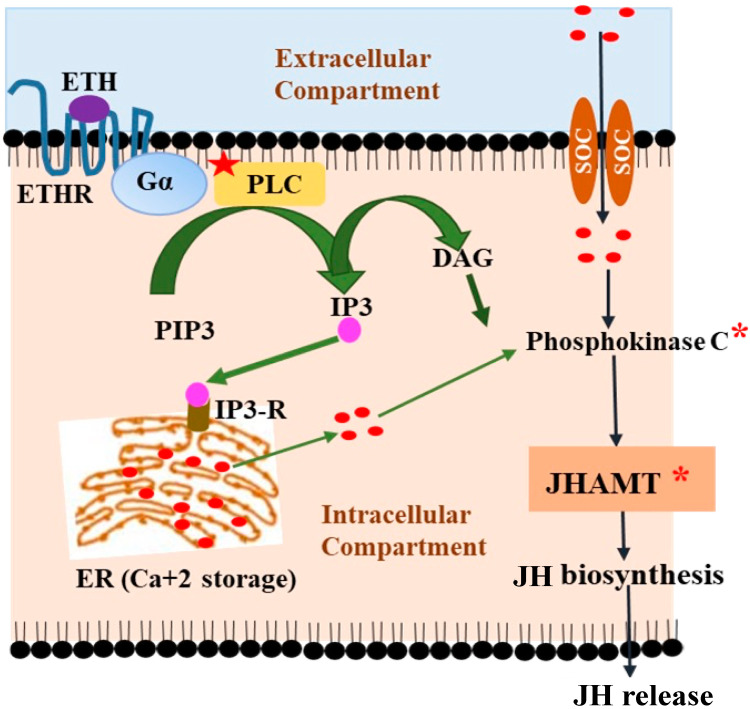 Extracellular
Compartment
ETH
ETHR
Gα
PLC
SOC
SOC
DAG
IP3
PIP3
Phosphokinase C*
IP3-R
JHAMT *
Intracellular
Compartment
ER (Ca+2 storage)
JH biosynthesis
JH release